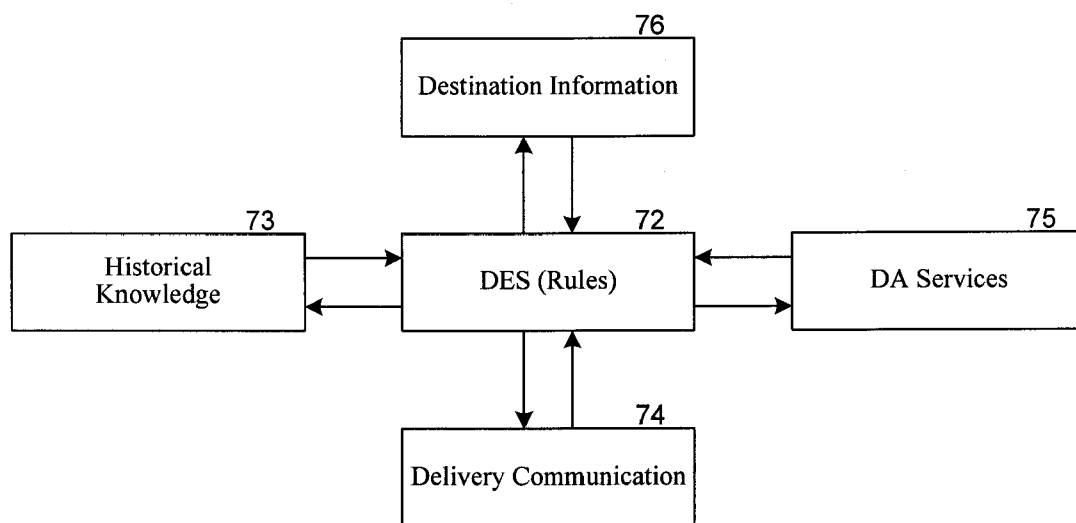 76
Destination Information
73
Historical
Knowledge
72
DES (Rules)
75
DA Services
74
Delivery Communication